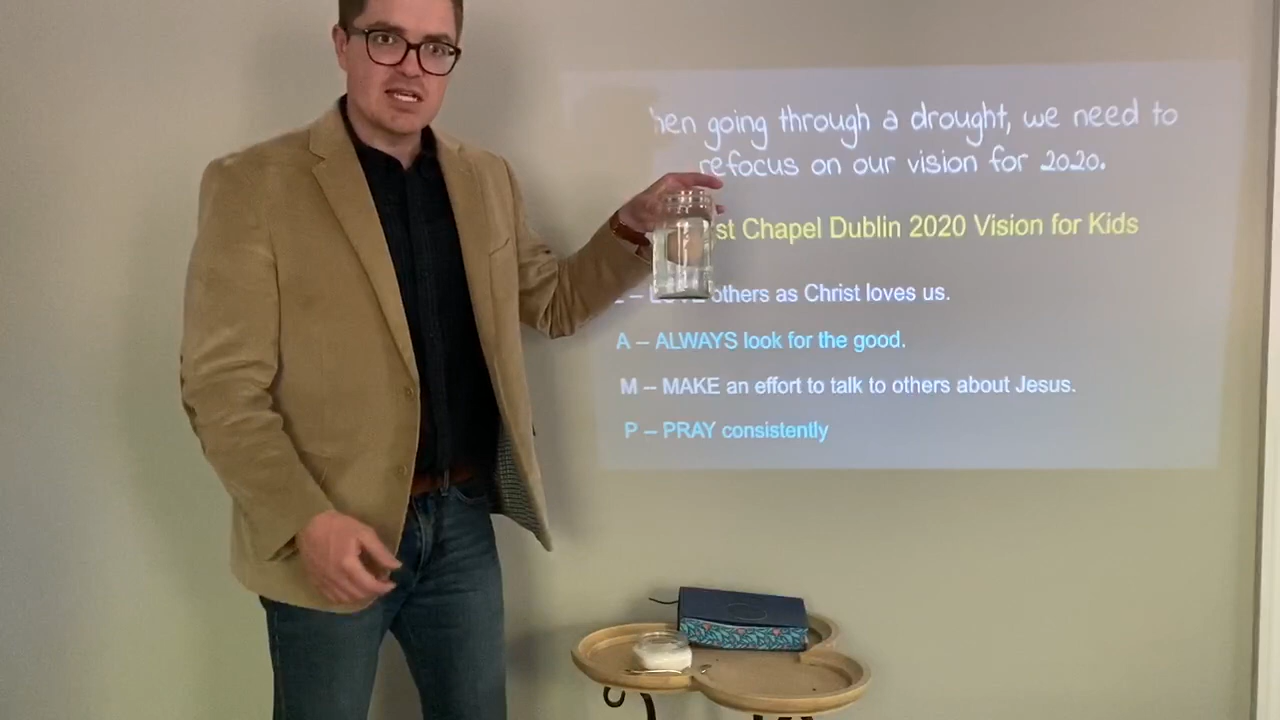 hen going through a drought, we need to
refocus on our vision for 2020.
st Chapel Dublin 2020 Vision for Kids
– LOVE others as Christ loves us.
A – ALWAYS look for the good.
M – MAKE an effort to talk to others about Jesus.
P – PRAY consistently